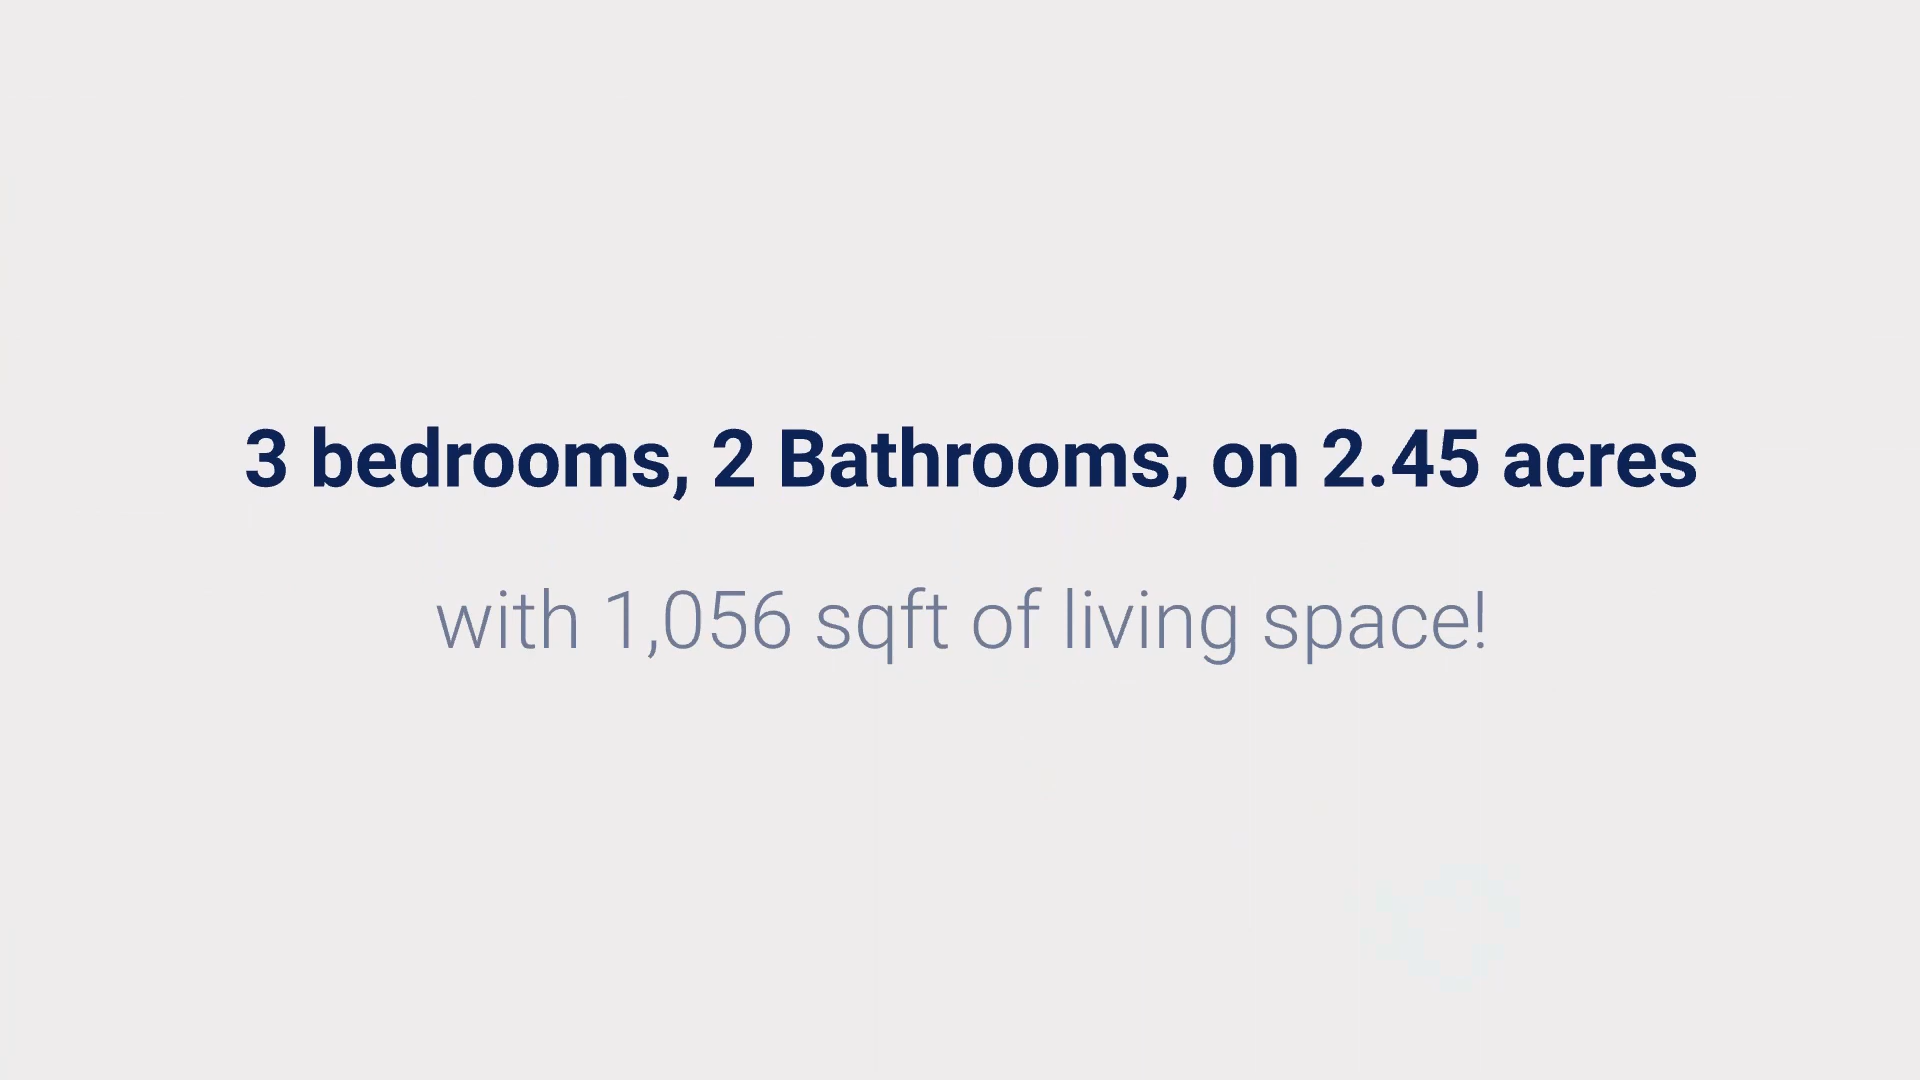 3 bedrooms, 2 Bathrooms, on 2.45 acres
with 1,056 sqft of living space!